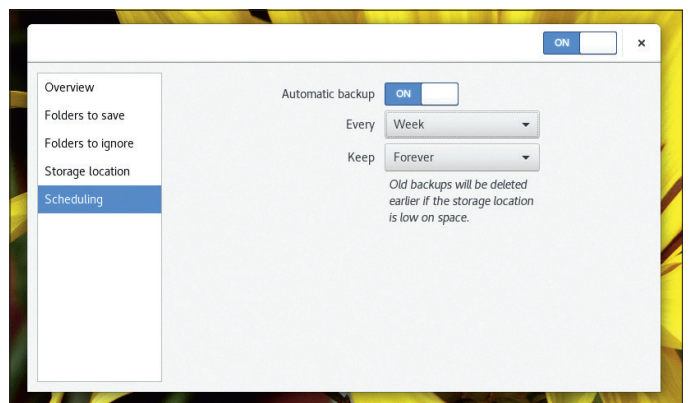 ON
×
Overview
Folders to save
Folders to ignore
Storage location
Scheduling
Automatic backup ON
Every Week
Keep Forever
Old backups will be deleted
earlier if the storage location
is low on space.